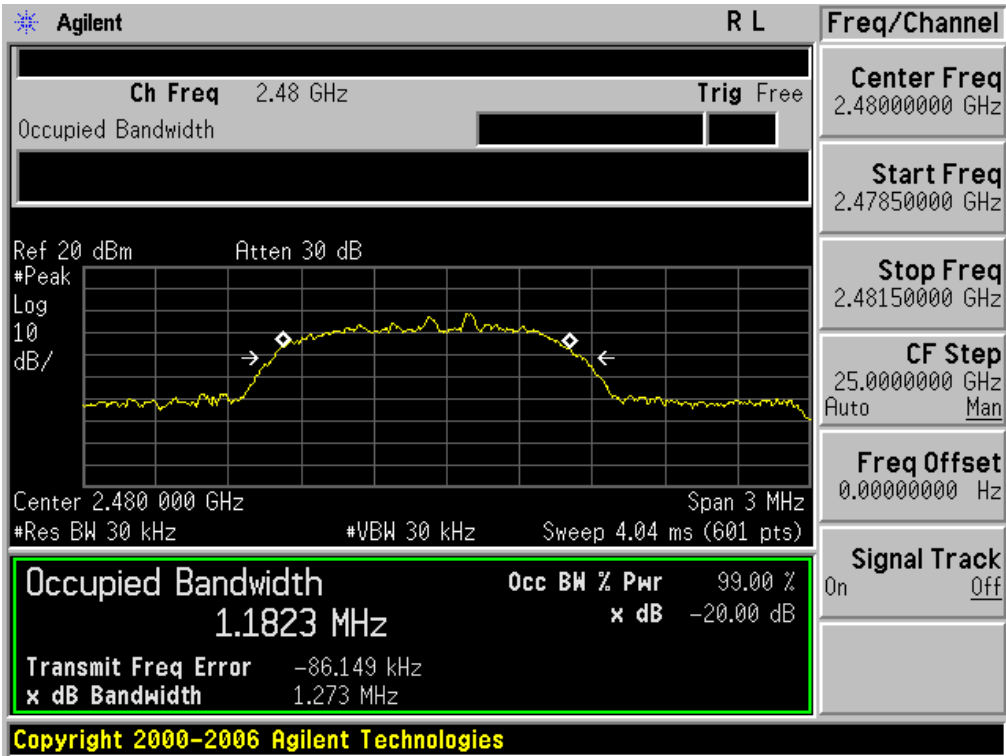 Agilent R L
Freq/Channel
Ch Freq 2.48 GHz Trig Free
Occupied Bandwidth
Ref 20 dBm Atten 30 dB
#Peak
Log
10
dB/
Center 2.480 000 GHz Span 3 MHz
#Res BW 30 kHz #VBW 30 kHz Sweep 4.04 ms (601 pts)
Occupied Bandwidth
1.1823 MHz
Occ BW % Pwr 99.00 %
x dB -20.00 dB
Transmit Freq Error -86.149 kHz
x dB Bandwidth 1.273 MHz
Center Freq
2.48000000 GHz
Start Freq
2.47850000 GHz
Stop Freq
2.48150000 GHz
CF Step
25.0000000 GHz
Auto Man
Freq Offset
0.00000000 Hz
Signal Track
On Off
Copyright 2000-2006 Agilent Technologies